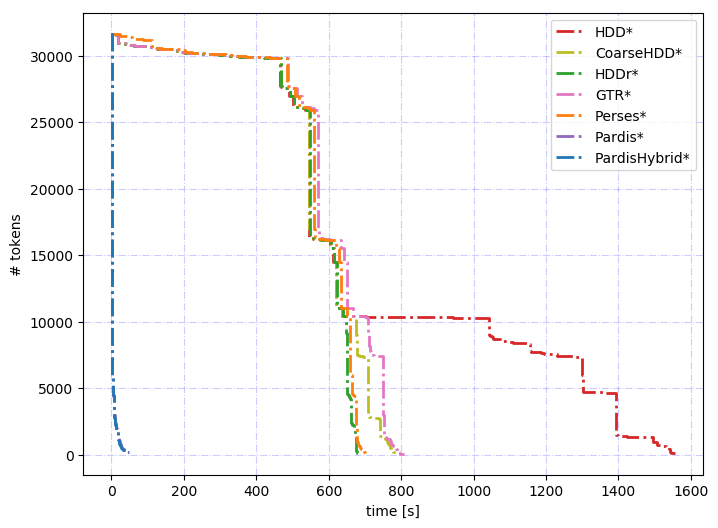 30000
25000
20000
15000
10000
5000
0
# tokens
0 200 400 600 800 1000 1200 1400 1600
time [s]
HDD*
CoarseHDD*
HDDr*
GTR*
Perses*
Pardis*
PardisHybrid*